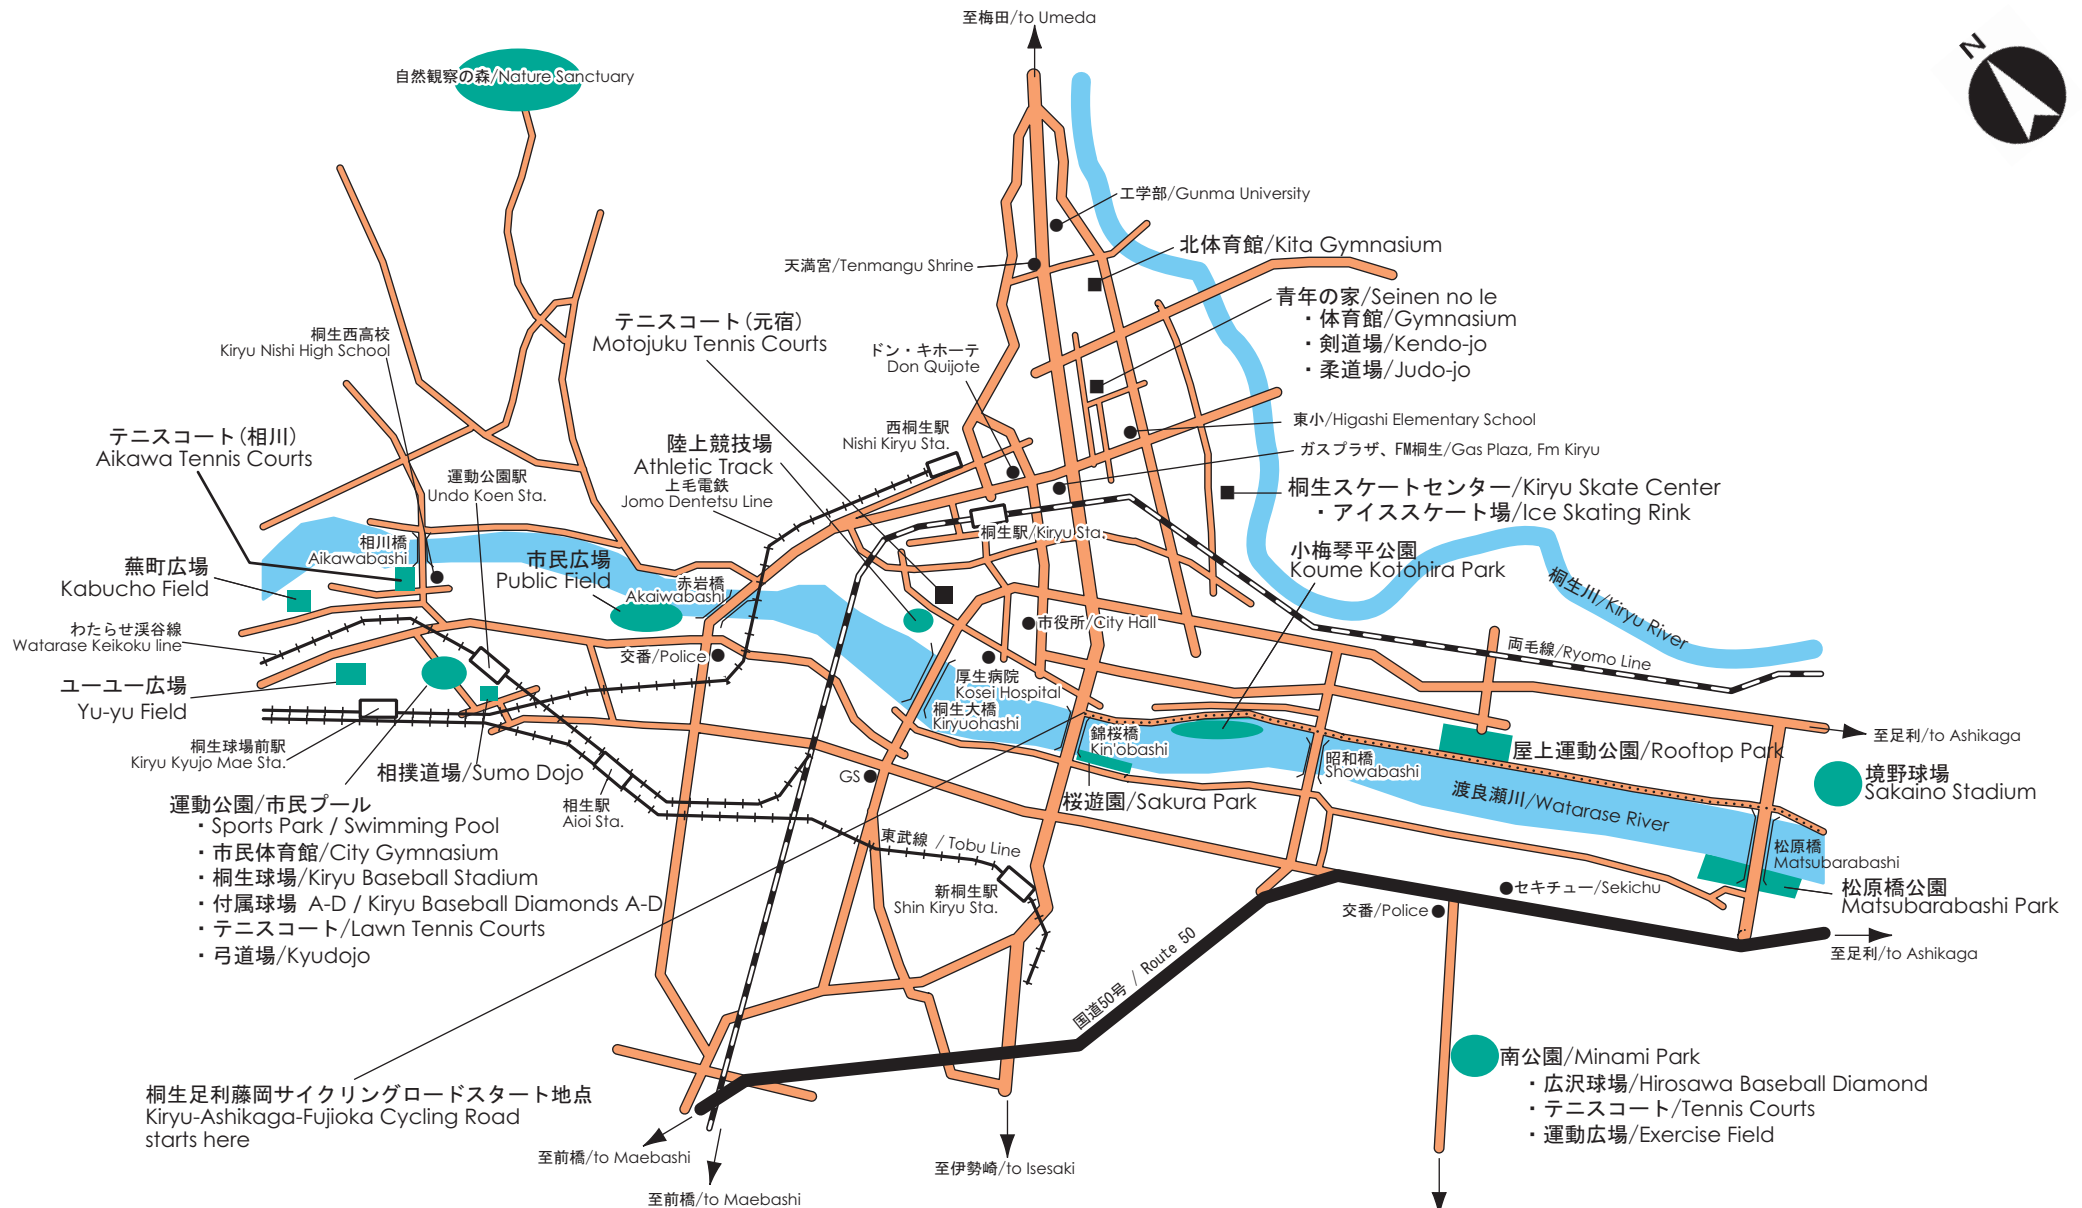 至梅田/to Umeda
N
自然観察の森/Nature Sanctuary
工学部/Gunma University
北体育館/Kita Gymnasium
天満宮/Tenmangu Shrine
青年の家/Seinen no Ie
・体育館/Gymnasium
・剣道場/Kendo-jo
・柔道場/Judo-jo
テニスコート(元宿)
Motojuku Tennis Courts
桐生西高校
Kiryu Nishi High School
ドン・キホーテ
Don Quijote
東小/Higashi Elementary School
西桐生駅
Nishi Kiryu Sta.
テニスコート(相川)
Aikawa Tennis Courts
陸上競技場
Athletic Track
ガスプラザ、FM桐生/Gas Plaza, Fm Kiryu
運動公園駅
Undo Koen Sta.
上毛電鉄
Jomo Dentetsu Line
桐生スケートセンター/Kiryu Skate Center
・アイススケート場/Ice Skating Rink
桐生駅/Kiryu Sta.
相川橋
Aikawabashi
小梅琴平公園
Koume Kotohira Park
市民広場
Public Field
蕪町広場
Kabucho Field
赤岩橋
Akaiwabashi
桐生川/Kiryu River
わたらせ渓谷線
Watarase Keikoku line
市役所/City Hall
両毛線/Ryomo Line
交番/Police
厚生病院
Kosei Hospital
ユーユー広場
Yu-yu Field
桐生大橋
Kiryuohashi
錦桜橋
Kin'obashi
至足利/to Ashikaga
桐生球場前駅
Kiryu Kyujo Mae Sta.
昭和橋
Showabashi
屋上運動公園/Rooftop Park
相撲道場/Sumo Dojo
GS
境野球場
Sakaino Stadium
運動公園/市民プール
・Sports Park / Swimming Pool
・市民体育館/City Gymnasium
・桐生球場/Kiryu Baseball Stadium
・付属球場 A-D / Kiryu Baseball Diamonds A-D
・テニスコート/Lawn Tennis Courts
・弓道場/Kyudojo
相生駅
Aioi Sta.
桜遊園/Sakura Park
渡良瀬川/Watarase River
東武線 / Tobu Line
松原橋
Matsubarabashi
新桐生駅
Shin Kiryu Sta.
セキチュー/Sekichu
松原橋公園
Matsubarabashi Park
交番/Police
至足利/to Ashikaga
国道50号 / Route 50
南公園/Minami Park
・広沢球場/Hirosawa Baseball Diamond
・テニスコート/Tennis Courts
・運動広場/Exercise Field
桐生足利藤岡サイクリングロードスタート地点
Kiryu-Ashikaga-Fujioka Cycling Road
starts here
至前橋/to Maebashi
至伊勢崎/to Isesaki
至前橋/to Maebashi